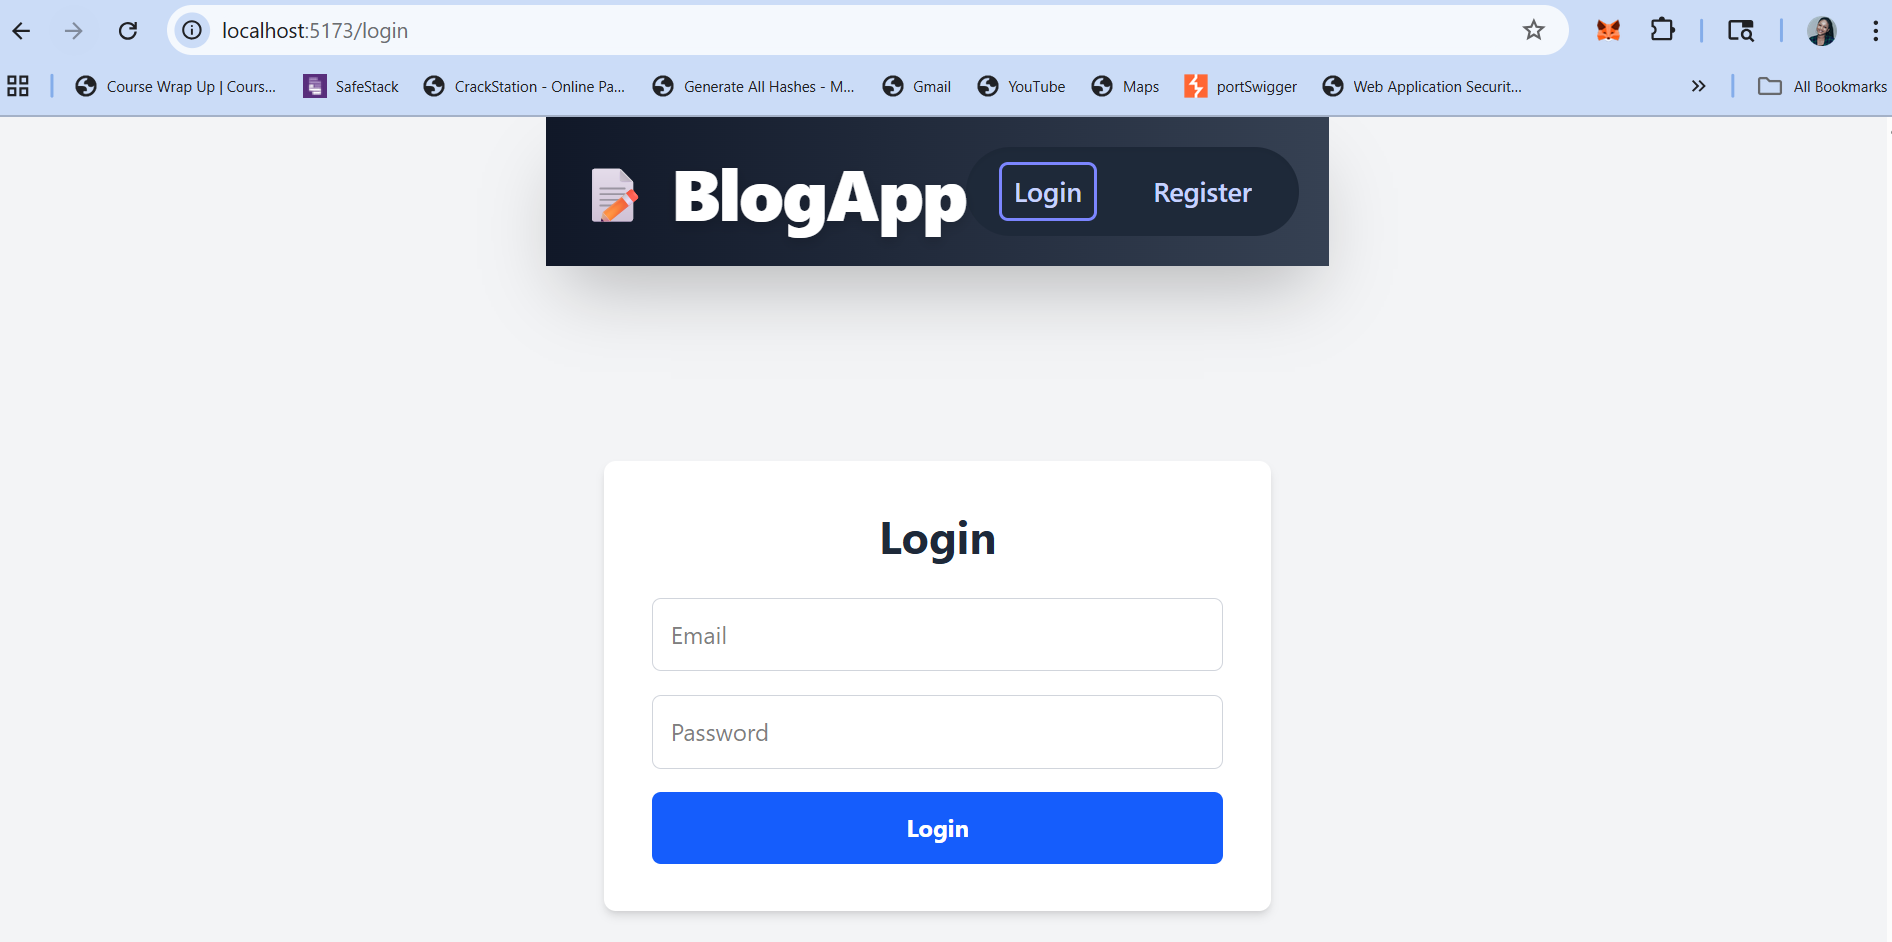 localhost:5173/login
Course Wrap Up | Cours... SafeStack CrackStation - Online Pa... Generate All Hashes - M... Gmail YouTube Maps portSwigger Web Application Securit... All Bookmarks
BlogApp Login Register
Login
Email
Password
Login